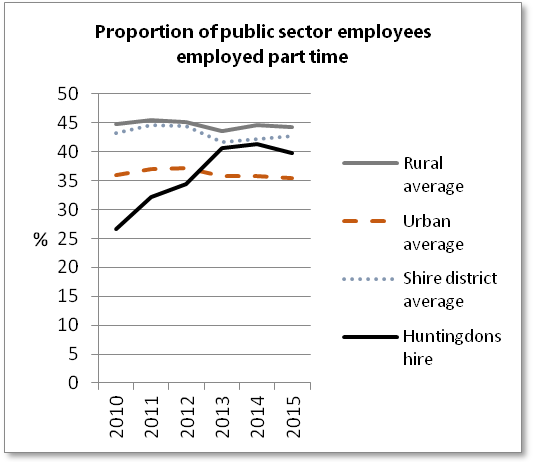 Proportion of public sector employees
employed part time
50
45
40
35
30
25
20
15
10
5
0
%
2010
2011
2012
2013
2014
2015
Rural
average
Urban
average
Shire district
average
Huntingdons
hire